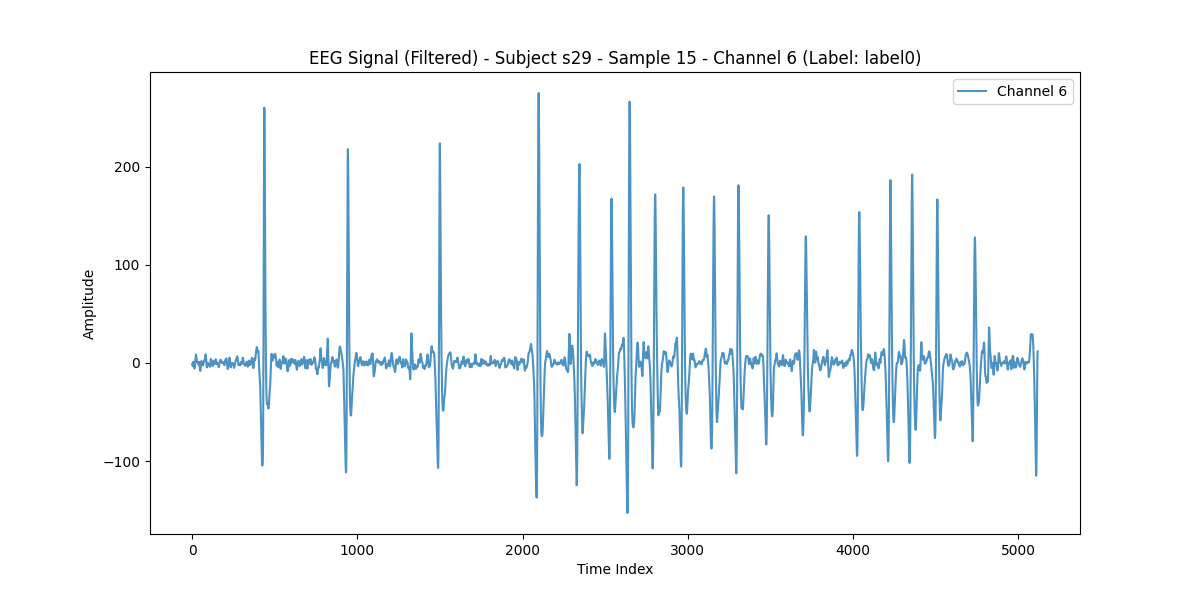 EEG Signal (Filtered) - Subject s29 - Sample 15 - Channel 6 (Label: label0)
Channel 6
200
100
0
−100
Amplitude
0 1000 2000 3000 4000 5000
Time Index